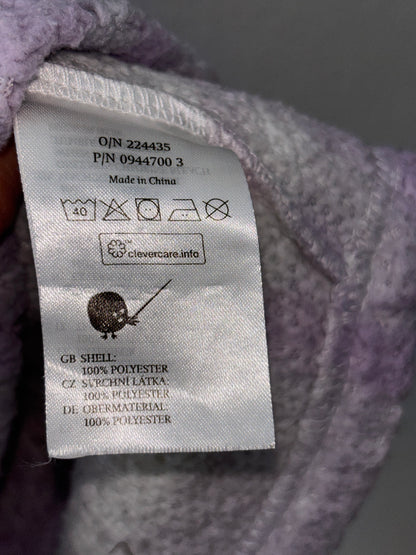 O/N 224435
P/N 0944700 3
Made in China
40
clevercare.info
GB SHELL:
100% POLYESTER
CZ SVRCHNÍ LÁTKA:
100% POLYESTER
DE OBERMATERIAL:
100% POLYESTER